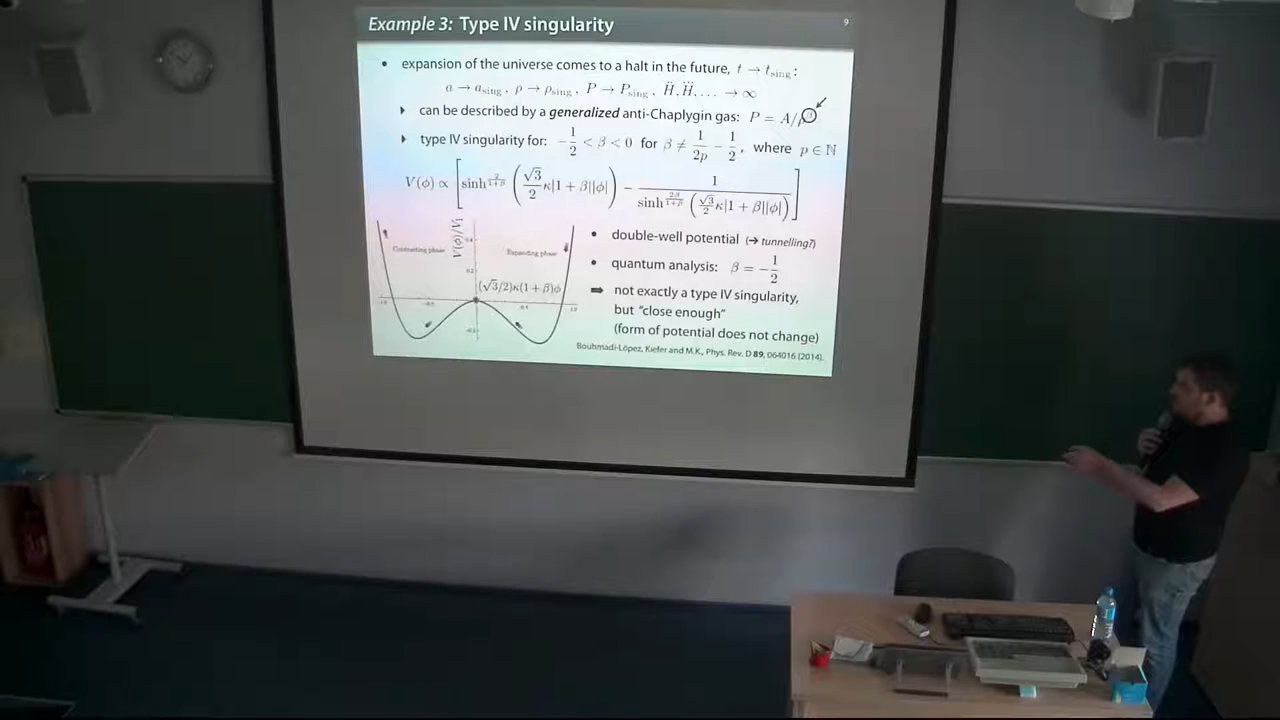 Example 3: Type IV singularity
9
• expansion of the universe comes to a halt in the future, t → t_sing :
a → a_sing , ρ → ρ_sing , P → P_sing , Ḧ, H⃛, … → ∞
can be described by a generalized anti-Chaplygin gas: P = A/ρ
type IV singularity for: −1/2 < β < 0 for β ≠ 1/2p − 1/2, where p ∈ ℕ
V(ϕ) ∝ [ sinh^{2/1+β} ( √3/2 κ|1 + β||ϕ| ) − 1 / sinh^{2β/1+β} ( √3/2 κ|1 + β||ϕ| ) ]
V(ϕ)/V
Contracting phase
Expanding phase
(√3/2)κ(1 + β)ϕ
• double-well potential (→ tunnelling?)
• quantum analysis: β = −1/2
➡ not exactly a type IV singularity,
but “close enough”
(form of potential does not change)
Bouhmadi-López, Kiefer and M.K., Phys. Rev. D 89, 064016 (2014).